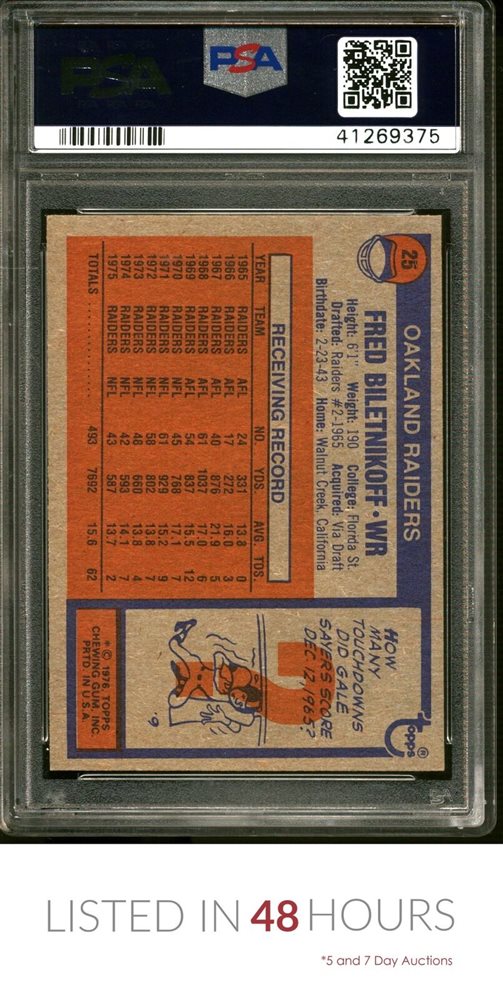 PSA
41269375
25
OAKLAND RAIDERS
FRED BILETNIKOFF • WR
Height: 6'1" Weight: 190 College: Florida St.
Drafted: Raiders #2-1965 Acquired: Via Draft
Birthdate: 2-23-43 Home: Walnut Creek, California
RECEIVING RECORD
YEAR TEAM NO. YDS. AVG. TDS.
1965 RAIDERS AFL 24 331 13.8 0
1966 RAIDERS AFL 17 272 16.0 3
1967 RAIDERS AFL 40 876 21.9 5
1968 RAIDERS AFL 61 1037 17.0 6
1969 RAIDERS AFL 54 837 15.5 12
1970 RAIDERS NFL 45 768 17.1 7
1971 RAIDERS NFL 61 929 15.2 9
1972 RAIDERS NFL 58 802 13.8 7
1973 RAIDERS NFL 48 660 13.8 4
1974 RAIDERS NFL 42 593 14.1 7
1975 RAIDERS NFL 43 587 13.7 2
TOTALS . . . . . . . . . . 493 7692 15.6 62
topps®
HOW
MANY
TOUCHDOWNS
DID GALE
SAYERS SCORE
DEC 12, 1965?
?
6
* © 1976, TOPPS
CHEWING GUM, INC.
PRTD. IN U.S.A.
LISTED IN 48 HOURS
*5 and 7 Day Auctions